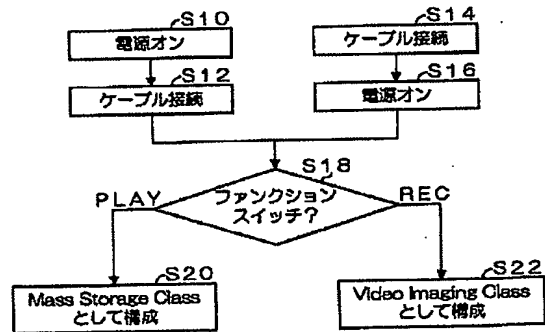 S10
電源オン
S12
ケーブル接続
S14
ケーブル接続
S16
電源オン
S18
ファンクション
スイッチ?
PLAY
REC
S20
Mass Storage Class
として構成
S22
Video Imaging Class
として構成